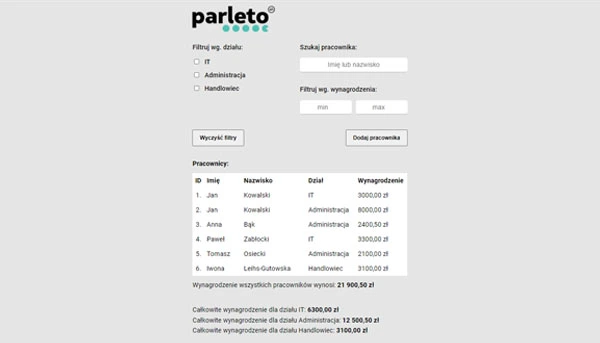 parleto
Filtruj wg. działu:
IT
Administracja
Handlowiec
Szukaj pracownika:
Imię lub nazwisko
Filtruj wg. wynagrodzenia:
min max
Wyczyść filtry Dodaj pracownika
Pracownicy:
ID Imię Nazwisko Dział Wynagrodzenie
1. Jan Kowalski IT 3000,00 zł
2. Jan Kowalski Administracja 8000,00 zł
3. Anna Bąk Administracja 2400,50 zł
4. Paweł Zabłocki IT 3300,00 zł
5. Tomasz Osiecki Administracja 2100,00 zł
6. Iwona Leihs-Gutowska Handlowiec 3100,00 zł
Wynagrodzenie wszystkich pracowników wynosi: 21 900,50 zł
Całkowite wynagrodzenie dla działu IT: 6300,00 zł
Całkowite wynagrodzenie dla działu Administracja: 12 500,50 zł
Całkowite wynagrodzenie dla działu Handlowiec: 3100,00 zł